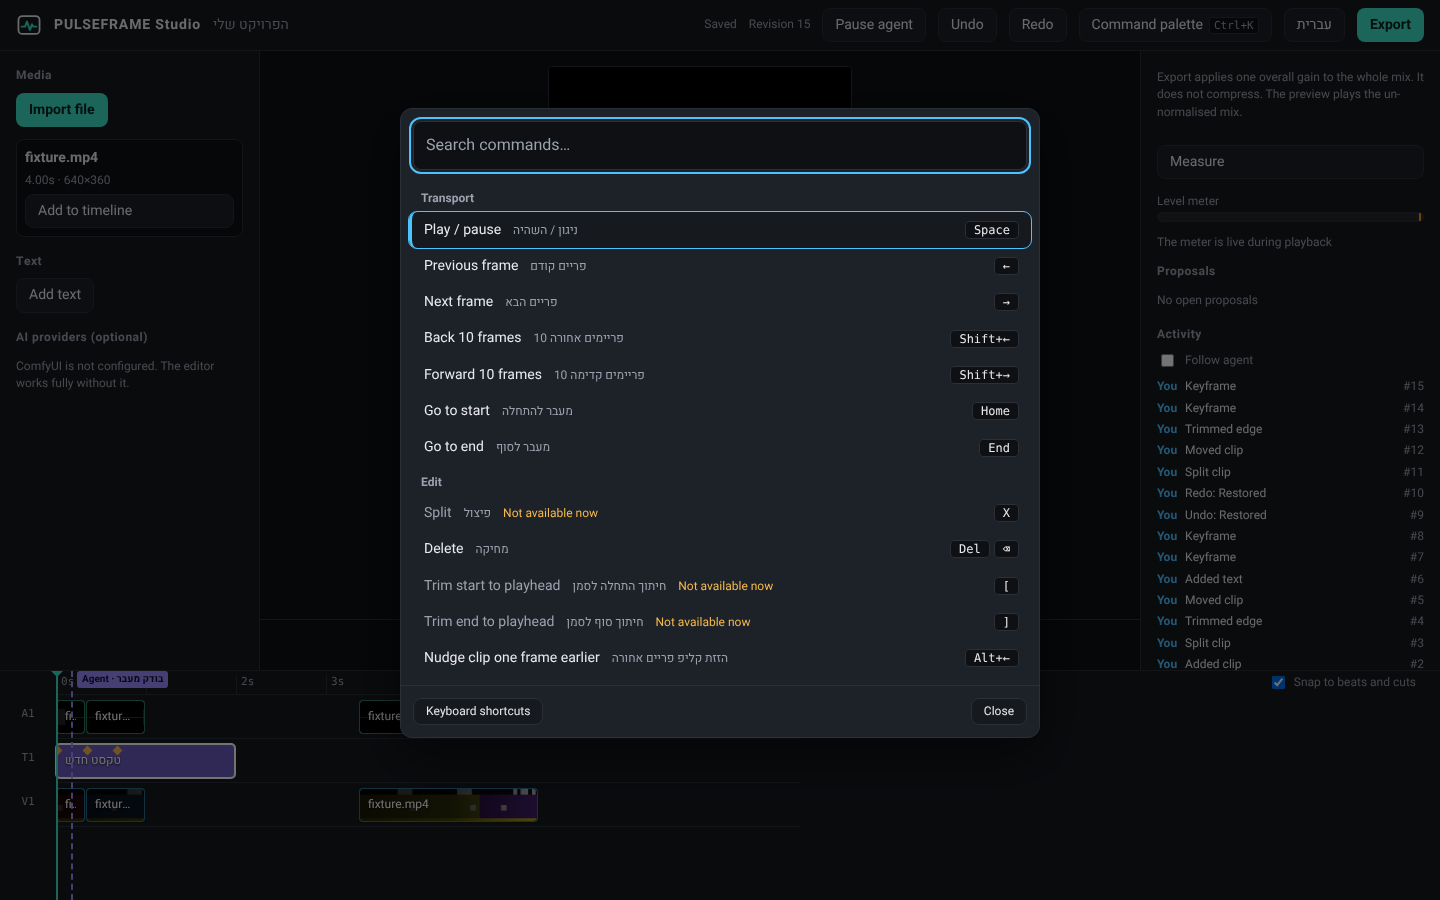 PULSEFRAME Studio הפרויקט שלי Saved Revision 15 Pause agent Undo Redo Command palette Ctrl+K עברית Export
Media
Import file
fixture.mp4
4.00s · 640×360
Add to timeline
Text
Add text
AI providers (optional)
ComfyUI is not configured. The editor
works fully without it.
Search commands...
Transport
Play / pause ניגון / השהיה Space
Previous frame פריים קודם ←
Next frame פריים הבא →
Back 10 frames 10 פריימים אחורה Shift+←
Forward 10 frames 10 פריימים קדימה Shift+→
Go to start מעבר להתחלה Home
Go to end מעבר לסוף End
Edit
Split פיצול Not available now X
Delete מחיקה Del ⌫
Trim start to playhead חיתוך התחלה לסמן Not available now [
Trim end to playhead חיתוך סוף לסמן Not available now ]
Nudge clip one frame earlier הזזת קליפ פריים אחורה Alt+←
Keyboard shortcuts Close
Export applies one overall gain to the whole mix. It
does not compress. The preview plays the un-
normalised mix.
Measure
Level meter
The meter is live during playback
Proposals
No open proposals
Activity
Follow agent
You Keyframe #15
You Keyframe #14
You Trimmed edge #13
You Moved clip #12
You Split clip #11
You Redo: Restored #10
You Undo: Restored #9
You Keyframe #8
You Keyframe #7
You Added text #6
You Moved clip #5
You Trimmed edge #4
You Split clip #3
You Added clip #2
0s Agent · בודק מעבר 2s 3s Snap to beats and cuts
A1 fi... fixtur... fixture
T1 טקסט חדש
V1 fi... fixtur... fixture.mp4